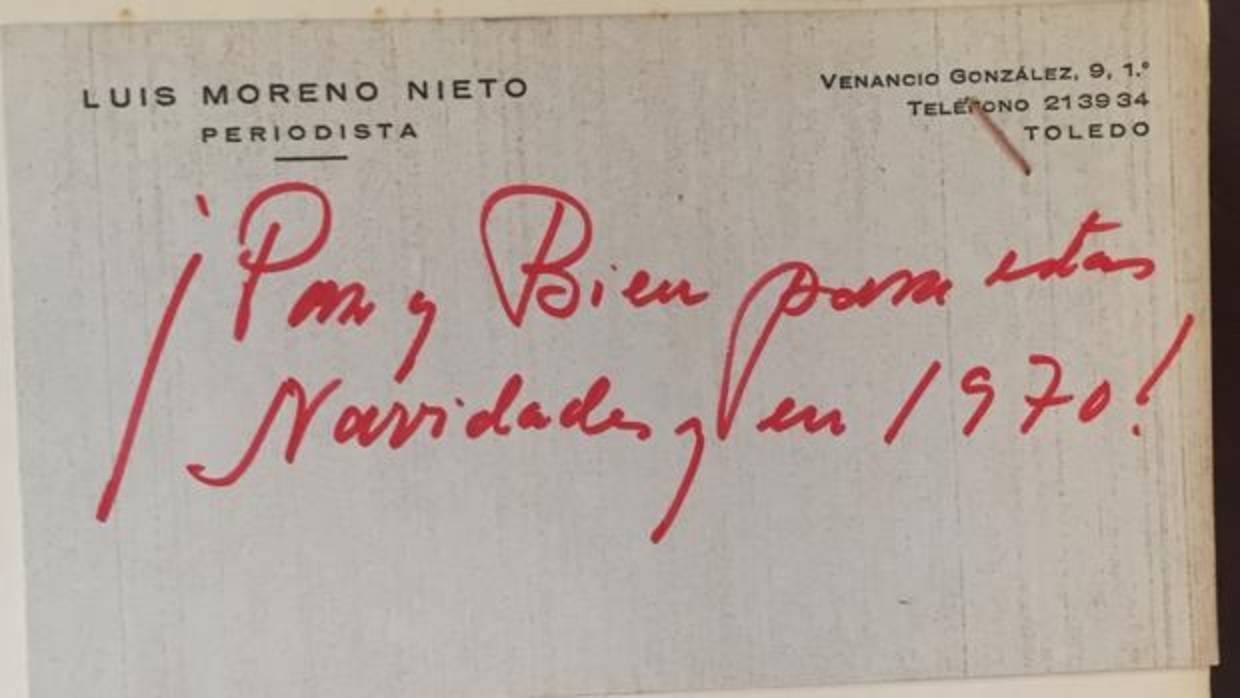 LUIS MORENO NIETO
PERIODISTA
VENANCIO GONZÁLEZ, 9, 1.º
TELÉFONO 213934
TOLEDO
¡Paz y Bien para estas
Navidades y en 1970!